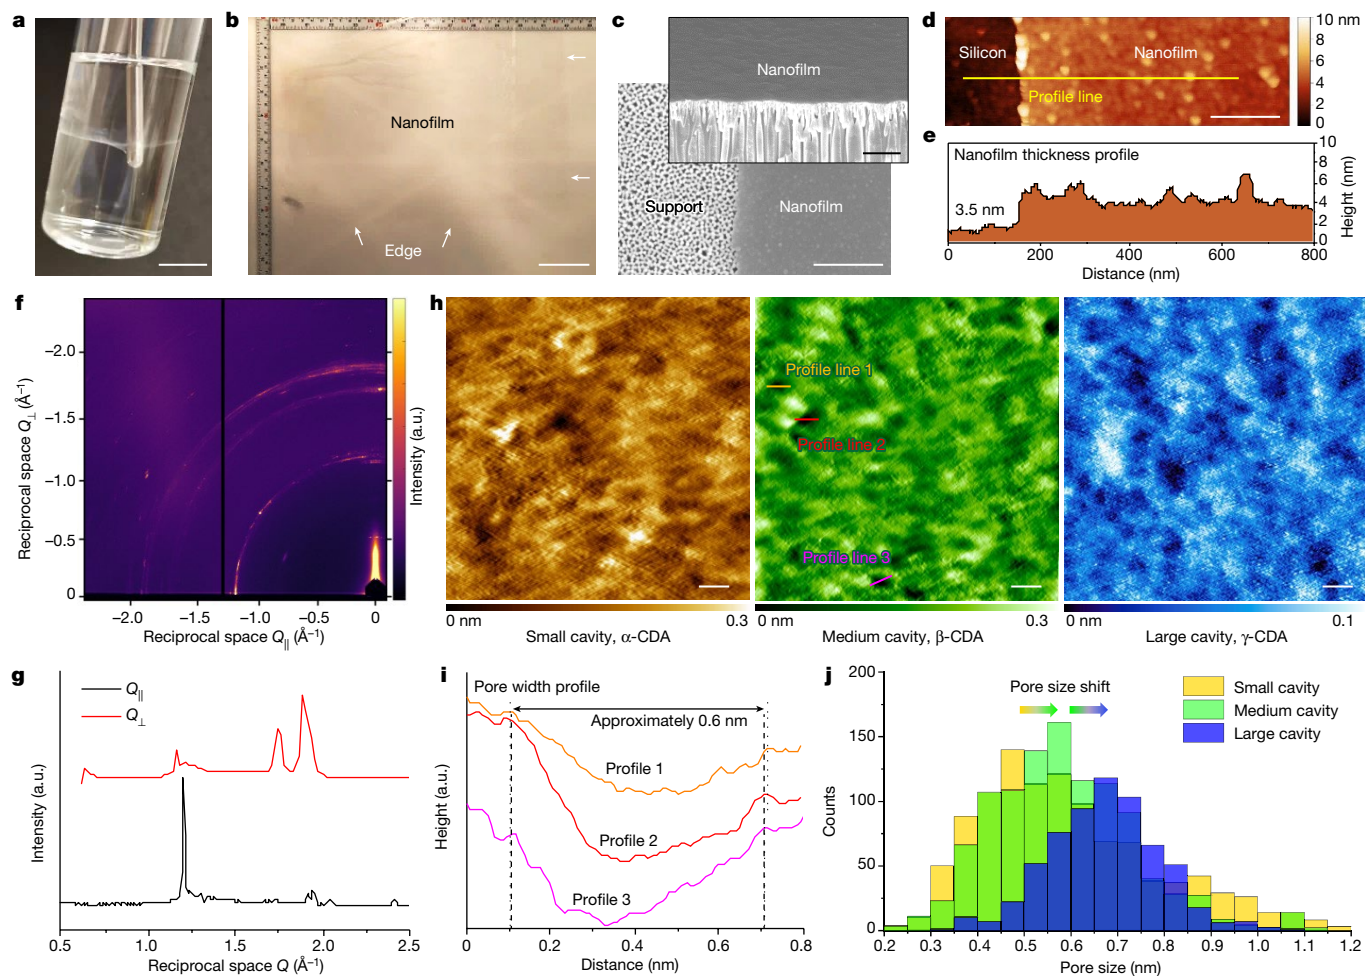 a
b
Nanofilm
Edge
c
Nanofilm
Support
Nanofilm
d
Silicon
Nanofilm
Profile line
10 nm
8
6
4
2
0
e
Nanofilm thickness profile
3.5 nm
10
8
6
4
2
0
Height (nm)
0
200
400
600
800
Distance (nm)
f
Reciprocal space Q⊥ (Å⁻¹)
−2.0
−1.5
−1.0
−0.5
0
−2.0
−1.0
−0.5
0
Reciprocal space Q∥ (Å⁻¹)
Intensity (a.u.)
h
Profile line 1
Profile line 2
Profile line 3
0 nm
0.3
0 nm
0.3
0 nm
0.1
Small cavity, α-CDA
Medium cavity, β-CDA
Large cavity, γ-CDA
g
Q∥
Q⊥
Intensity (a.u.)
0.5
1.0
1.5
2.0
2.5
Reciprocal space Q (Å⁻¹)
i
Pore width profile
Approximately 0.6 nm
Profile 1
Profile 2
Profile 3
Height (a.u.)
0
0.2
0.4
0.6
0.8
Distance (nm)
j
Pore size shift
Small cavity
Medium cavity
Large cavity
Counts
200
150
100
50
0
0.2
0.3
0.4
0.5
0.6
0.7
0.8
0.9
1.0
1.1
1.2
Pore size (nm)